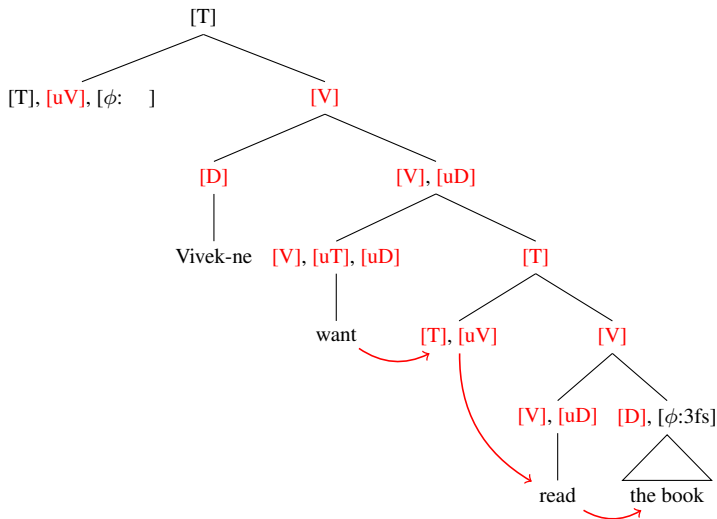 [T]
[T], [uV], [ϕ: ]
[V]
[D]
[V], [uD]
Vivek-ne
[V], [uT], [uD]
[T]
want
[T], [uV]
[V]
[V], [uD]
[D], [ϕ:3fs]
read
the book